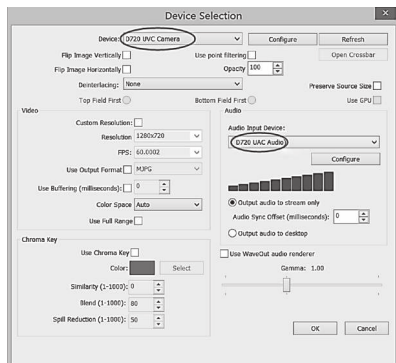 Device Selection
Device: D720 UVC Camera Configure Refresh
Flip Image Vertically Use point filtering Open Crossbar
Flip Image Horizontally Opacity 100
Deinterlacing: None Preserve Source Size
Top Field First Bottom Field First Use GPU
Video
Custom Resolution:
Resolution 1280x720
FPS: 60.0002
Use Output Format MJPG
Use Buffering (milliseconds): 0
Color Space Auto
Use Full Range
Audio
Audio Input Device:
D720 UAC Audio
Configure
Output audio to stream only
Audio Sync Offset (milliseconds): 0
Output audio to desktop
Chroma Key
Use Chroma Key
Color: Select
Similarity (1-1000): 0
Blend (1-1000): 80
Spill Reduction (1-1000): 50
Use WaveOut audio renderer
Gamma: 1.00
OK Cancel